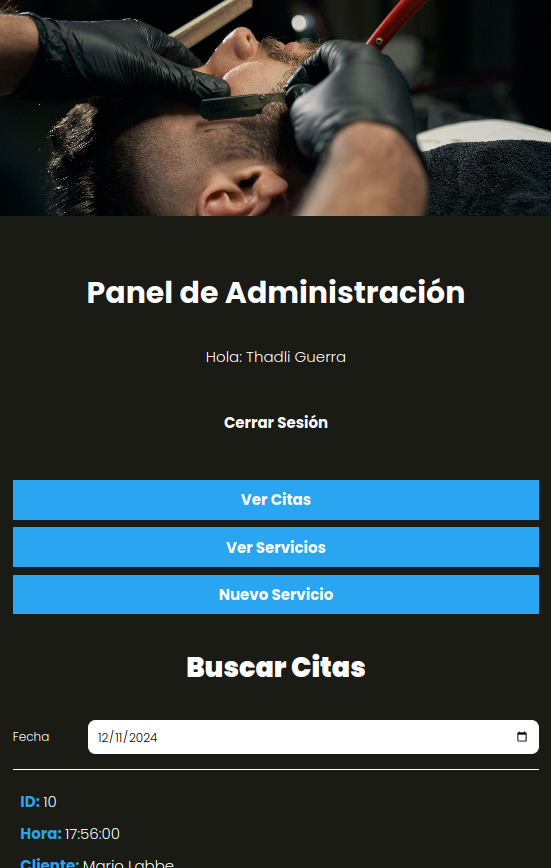 Panel de Administración
Hola: Thadli Guerra
Cerrar Sesión
Ver Citas
Ver Servicios
Nuevo Servicio
Buscar Citas
Fecha 12/11/2024
ID: 10
Hora: 17:56:00
Cliente: Mario Labbe